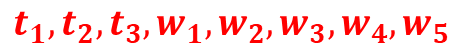 t₁, t₂, t₃, w₁, w₂, w₃, w₄, w₅